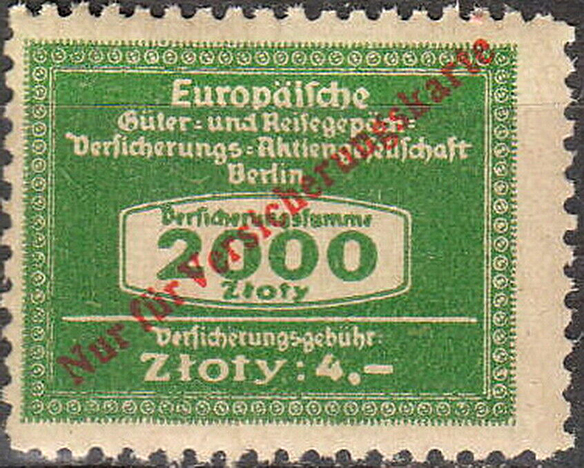 Europäische
Güter- und Reisegepäck-
Versicherungs-Aktiengesellschaft
Berlin
Versicherungssumme
2000
Złoty
Versicherungsgebühr:
Złoty: 4.–
Nur für Versicherungskarte